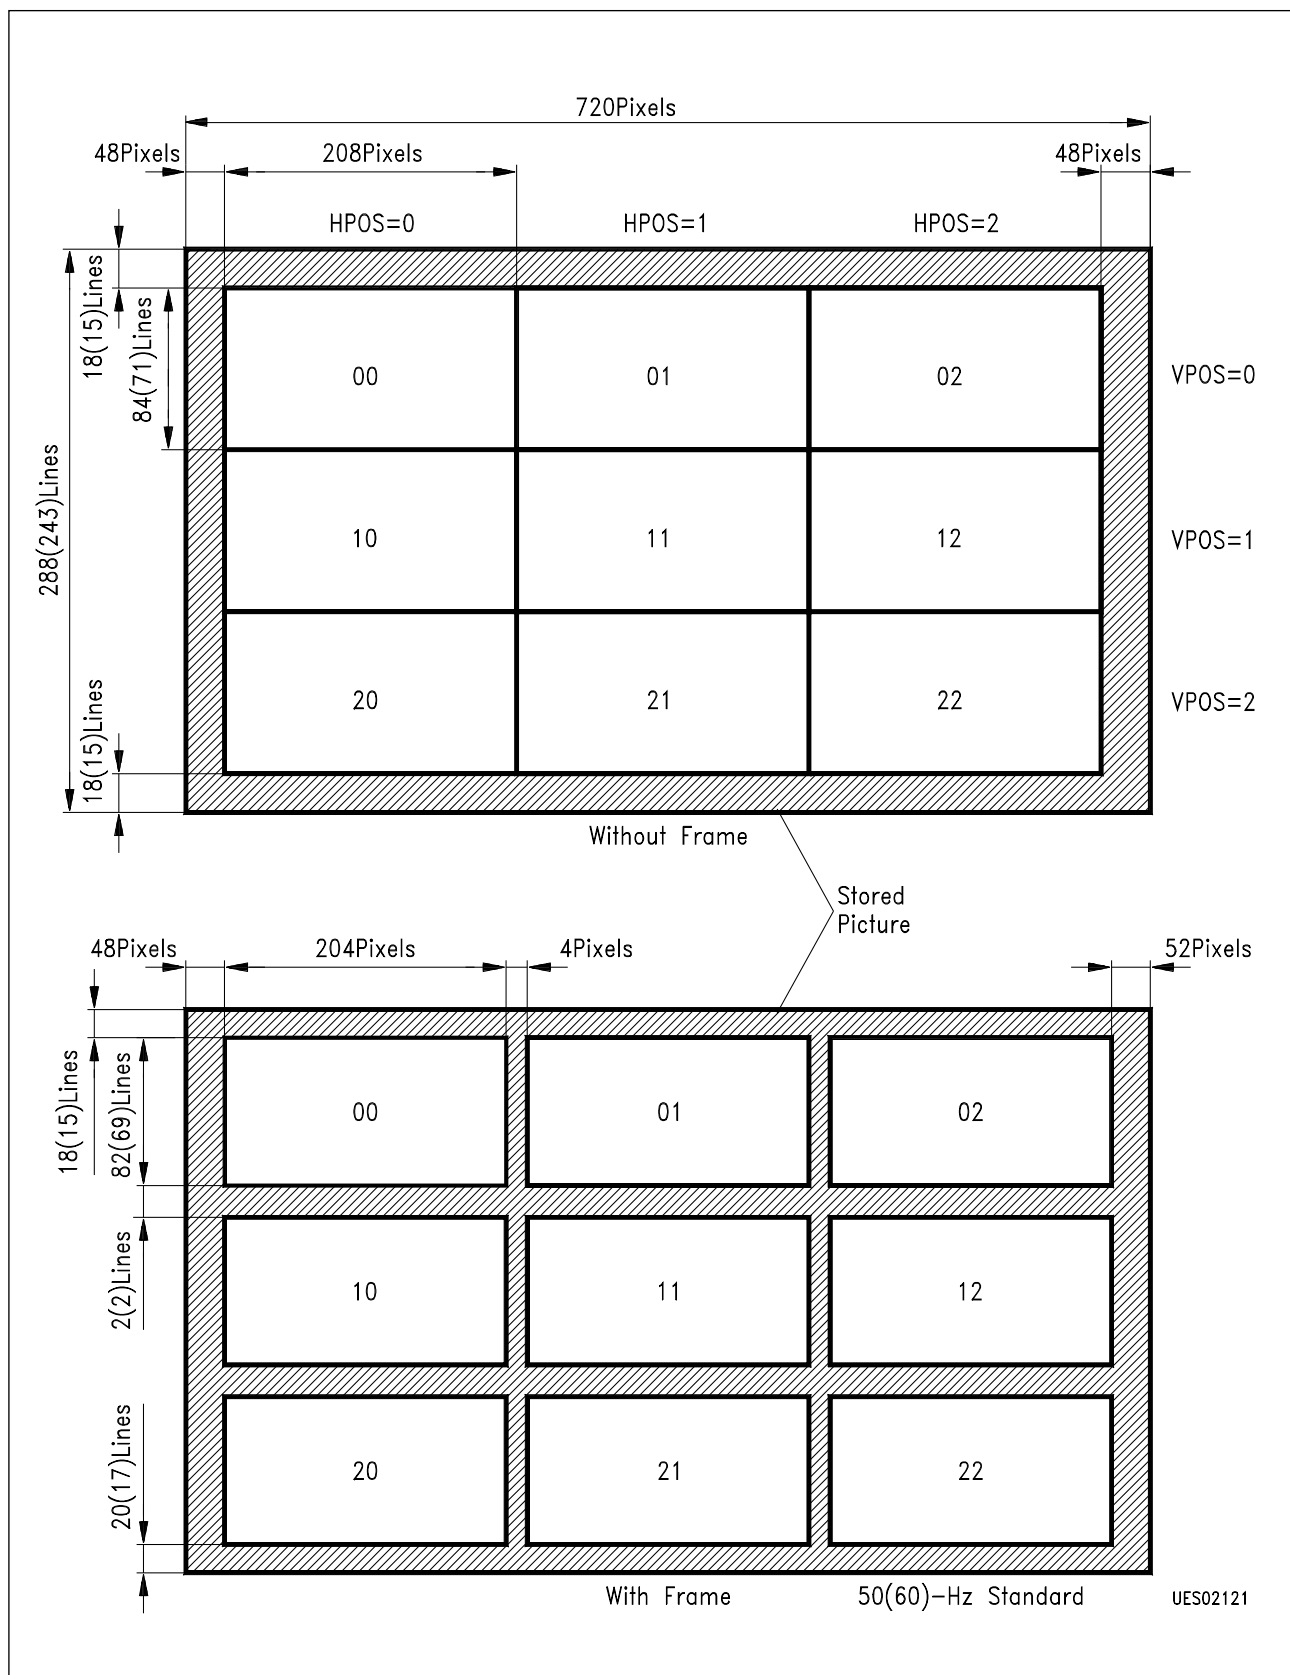 720Pixels
48Pixels 208Pixels 48Pixels
HPOS=0 HPOS=1 HPOS=2
18(15)Lines
84(71)Lines
288(243)Lines
18(15)Lines
00 01 02 VPOS=0
10 11 12 VPOS=1
20 21 22 VPOS=2
Without Frame
Stored
Picture
48Pixels 204Pixels 4Pixels 52Pixels
18(15)Lines
82(69)Lines
2(2)Lines
20(17)Lines
00 01 02
10 11 12
20 21 22
With Frame 50(60)-Hz Standard UES02121